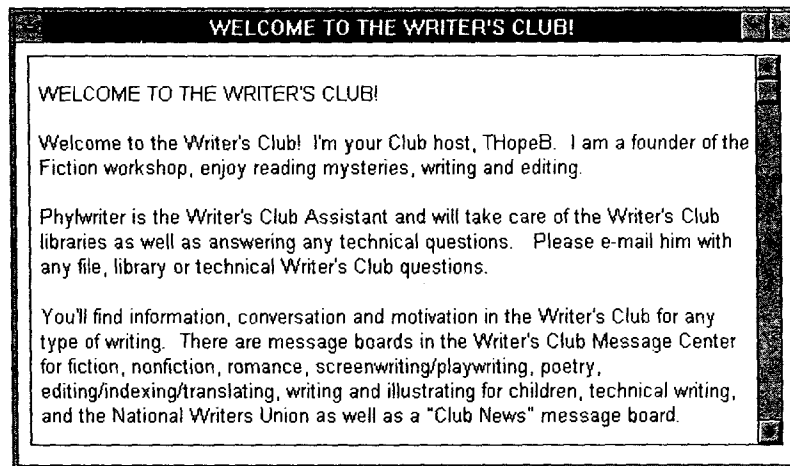 WELCOME TO THE WRITER'S CLUB!
WELCOME TO THE WRITER'S CLUB!
Welcome to the Writer's Club! I'm your Club host, THopeB. I am a founder of the
Fiction workshop, enjoy reading mysteries, writing and editing.
Phylwriter is the Writer's Club Assistant and will take care of the Writer's Club
libraries as well as answering any technical questions. Please e-mail him with
any file, library or technical Writer's Club questions.
You'll find information, conversation and motivation in the Writer's Club for any
type of writing. There are message boards in the Writer's Club Message Center
for fiction, nonfiction, romance, screenwriting/playwriting, poetry,
editing/indexing/translating, writing and illustrating for children, technical writing,
and the National Writers Union as well as a "Club News" message board.